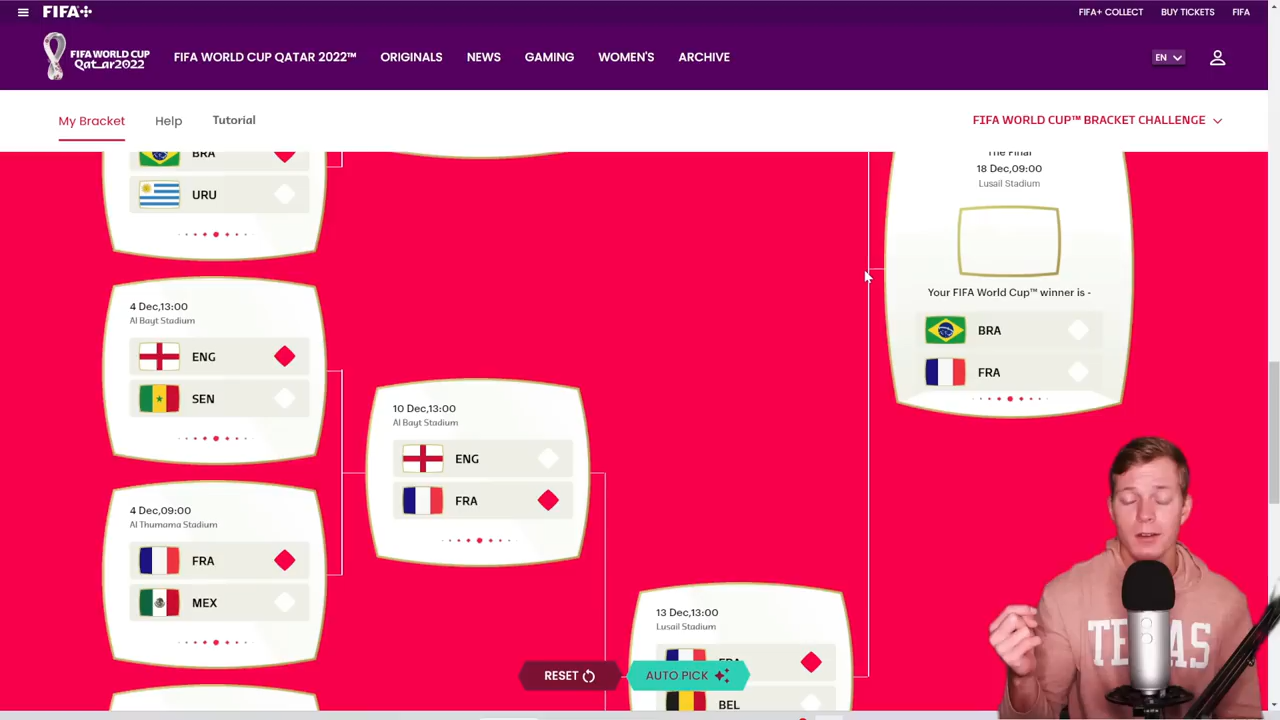 FIFA+
FIFA+ COLLECT
BUY TICKETS
FIFA
FIFA WORLD CUP
Qatar2022
FIFA WORLD CUP QATAR 2022™
ORIGINALS
NEWS
GAMING
WOMEN'S
ARCHIVE
EN
My Bracket
Help
Tutorial
FIFA WORLD CUP™ BRACKET CHALLENGE
BRA
URU
4 Dec,13:00
Al Bayt Stadium
ENG
SEN
4 Dec,09:00
Al Thumama Stadium
FRA
MEX
10 Dec,13:00
Al Bayt Stadium
ENG
FRA
13 Dec,13:00
Lusail Stadium
FRA
BEL
The Final
18 Dec,09:00
Lusail Stadium
Your FIFA World Cup™ winner is -
BRA
FRA
RESET
AUTO PICK
TEXAS